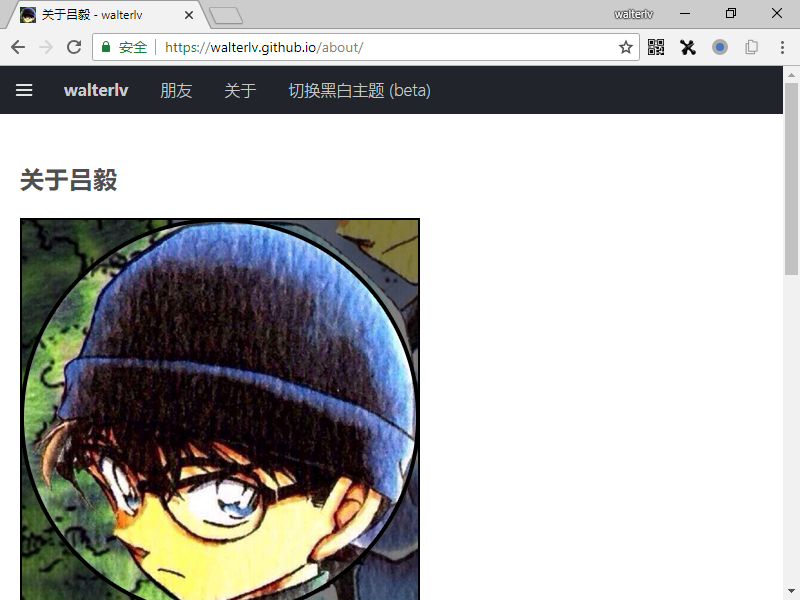 关于吕毅 - walterlv
walterlv
安全
https://walterlv.github.io/about/
walterlv 朋友 关于 切换黑白主题 (beta)
关于吕毅